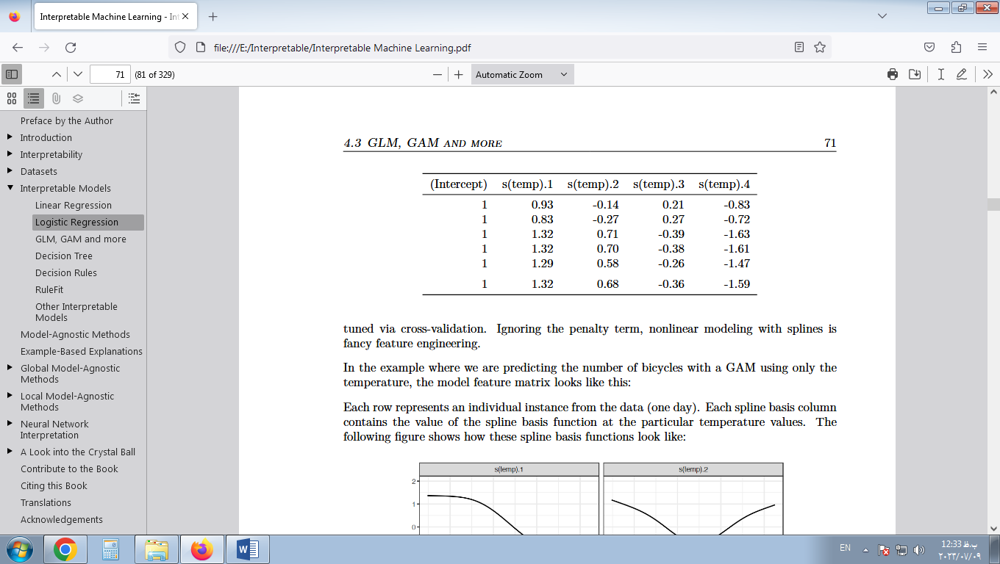 Interpretable Machine Learning - Int
file:///E:/Interpretable/Interpretable Machine Learning.pdf
71 (81 of 329)
Automatic Zoom
Preface by the Author
Introduction
Interpretability
Datasets
Interpretable Models
Linear Regression
Logistic Regression
GLM, GAM and more
Decision Tree
Decision Rules
RuleFit
Other Interpretable
Models
Model-Agnostic Methods
Example-Based Explanations
Global Model-Agnostic
Methods
Local Model-Agnostic
Methods
Neural Network
Interpretation
A Look into the Crystal Ball
Contribute to the Book
Citing this Book
Translations
Acknowledgements
4.3 GLM, GAM AND MORE 71
(Intercept) s(temp).1 s(temp).2 s(temp).3 s(temp).4
1 0.93 -0.14 0.21 -0.83
1 0.83 -0.27 0.27 -0.72
1 1.32 0.71 -0.39 -1.63
1 1.32 0.70 -0.38 -1.61
1 1.29 0.58 -0.26 -1.47
1 1.32 0.68 -0.36 -1.59
tuned via cross-validation. Ignoring the penalty term, nonlinear modeling with splines is
fancy feature engineering.
In the example where we are predicting the number of bicycles with a GAM using only the
temperature, the model feature matrix looks like this:
Each row represents an individual instance from the data (one day). Each spline basis column
contains the value of the spline basis function at the particular temperature values. The
following figure shows how these spline basis functions look like:
s(temp).1 s(temp).2
2
1
0
W
EN
12:33 ب.ظ
۲۰۲۳/۰۷/۰۹